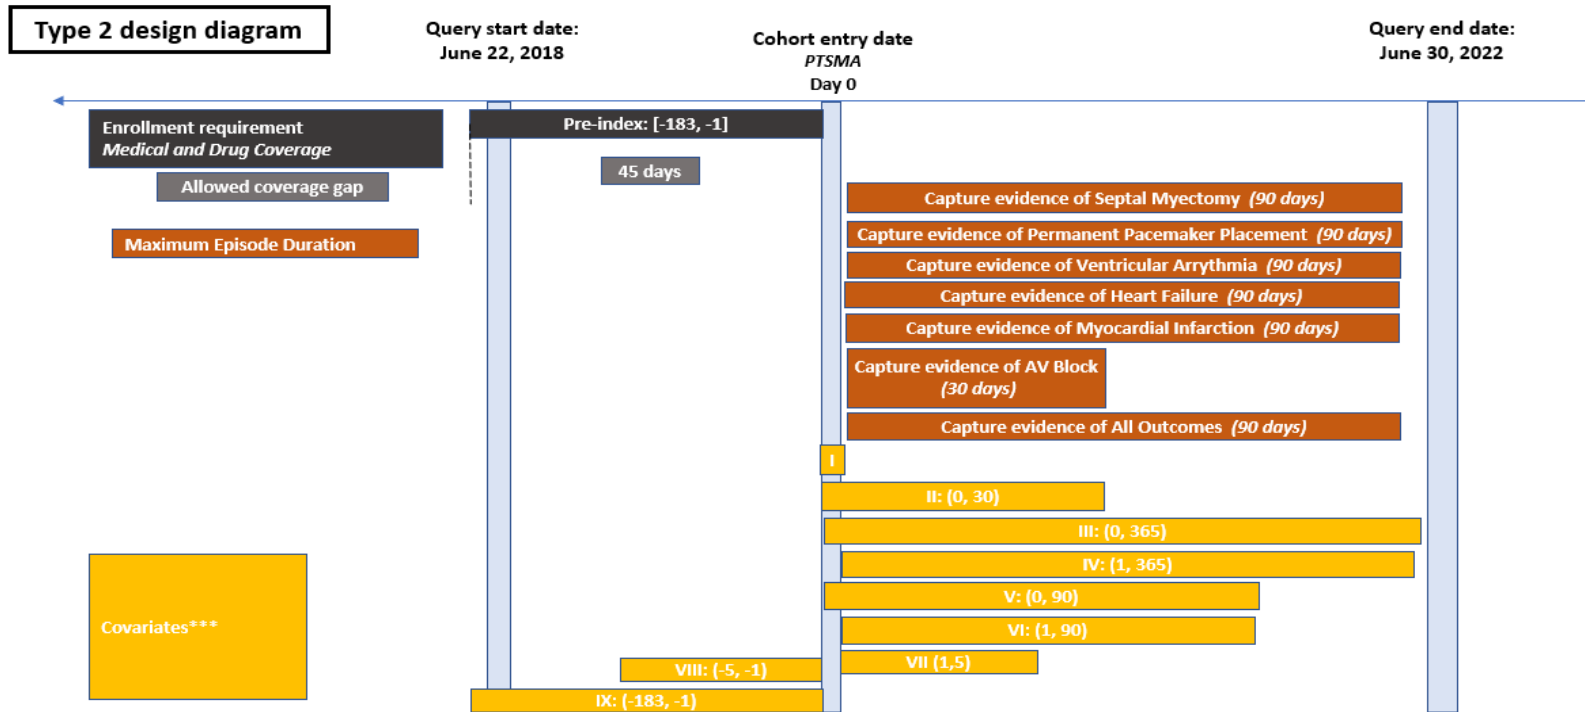 Type 2 design diagram
Query start date:
June 22, 2018
Cohort entry date
PTSMA
Day 0
Query end date:
June 30, 2022
Enrollment requirement
Medical and Drug Coverage
Pre-index: [-183, -1]
Allowed coverage gap
45 days
Maximum Episode Duration
Capture evidence of Septal Myectomy (90 days)
Capture evidence of Permanent Pacemaker Placement (90 days)
Capture evidence of Ventricular Arrythmia (90 days)
Capture evidence of Heart Failure (90 days)
Capture evidence of Myocardial Infarction (90 days)
Capture evidence of AV Block
(30 days)
Capture evidence of All Outcomes (90 days)
I
II: (0, 30)
III: (0, 365)
IV: (1, 365)
V: (0, 90)
VI: (1, 90)
VII (1,5)
VIII: (-5, -1)
IX: (-183, -1)
Covariates***